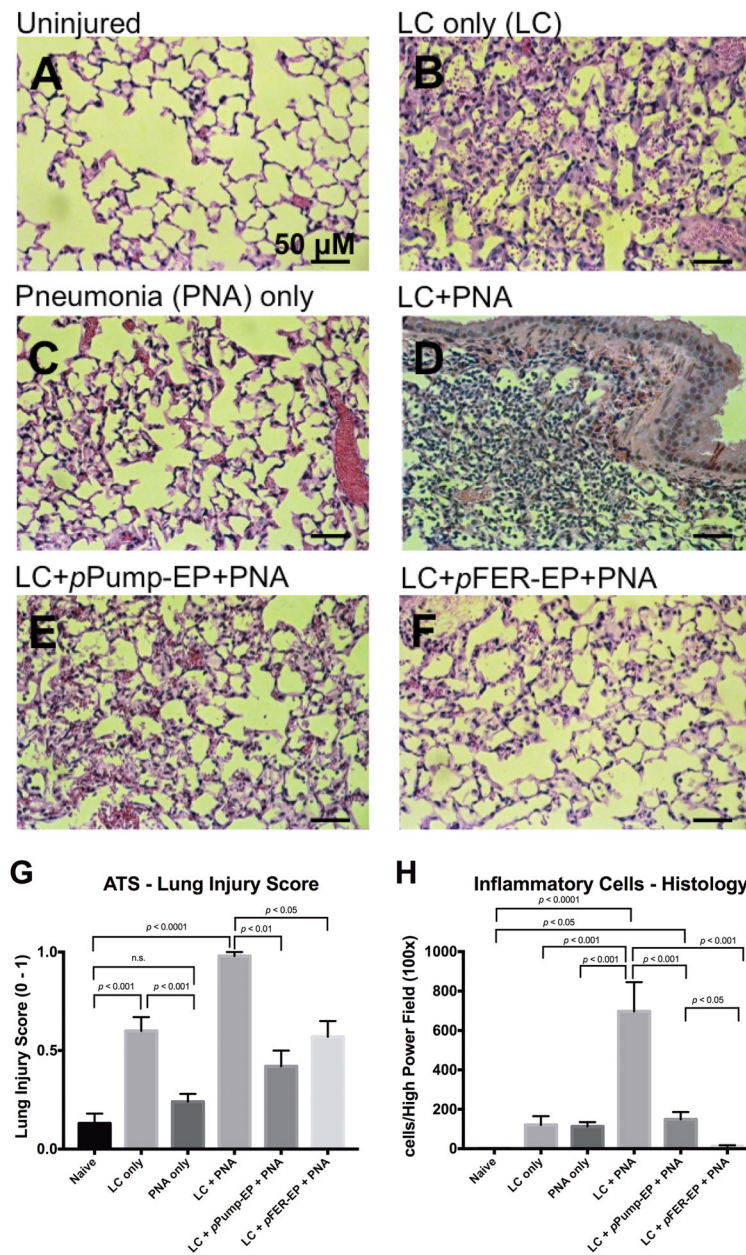 Uninjured
LC only (LC)
A
B
50 µM
Pneumonia (PNA) only
LC+PNA
C
D
LC+pPump-EP+PNA
LC+pFER-EP+PNA
E
F
G
ATS - Lung Injury Score
p < 0.05
p < 0.0001
p < 0.01
n.s.
p < 0.001
p < 0.001
Lung Injury Score (0 - 1)
1.0
0.5
0.0
Naive
LC only
PNA only
LC + PNA
LC + pPump-EP + PNA
LC + pFER-EP + PNA
H
Inflammatory Cells - Histology
p < 0.0001
p < 0.05
p < 0.001
p < 0.001
p < 0.001
p < 0.001
p < 0.05
cells/High Power Field (100x)
1000
800
600
400
200
0
Naive
LC only
PNA only
LC + PNA
LC + pPump-EP + PNA
LC + pFER-EP + PNA